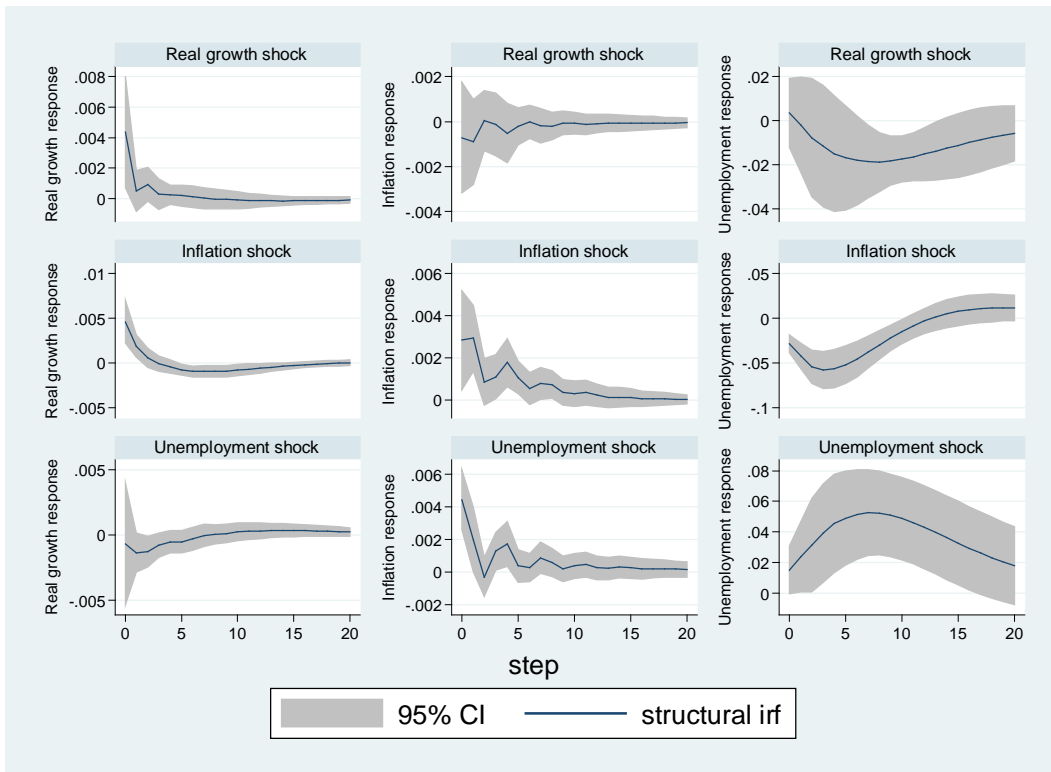 Real growth shock
Real growth shock
Real growth shock
Real growth response
.008
.006
.004
.002
0
Inflation response
.002
0
-.002
-.004
Unemployment response
.02
0
-.02
-.04
Inflation shock
Inflation shock
Inflation shock
Real growth response
.01
.005
0
-.005
Inflation response
.006
.004
.002
0
Unemployment response
.05
0
-.05
-.1
Unemployment shock
Unemployment shock
Unemployment shock
Real growth response
.005
0
-.005
Inflation response
.006
.004
.002
0
-.002
Unemployment response
.08
.06
.04
.02
0
0 5 10 15 20
0 5 10 15 20
0 5 10 15 20
step
95% CI
structural irf